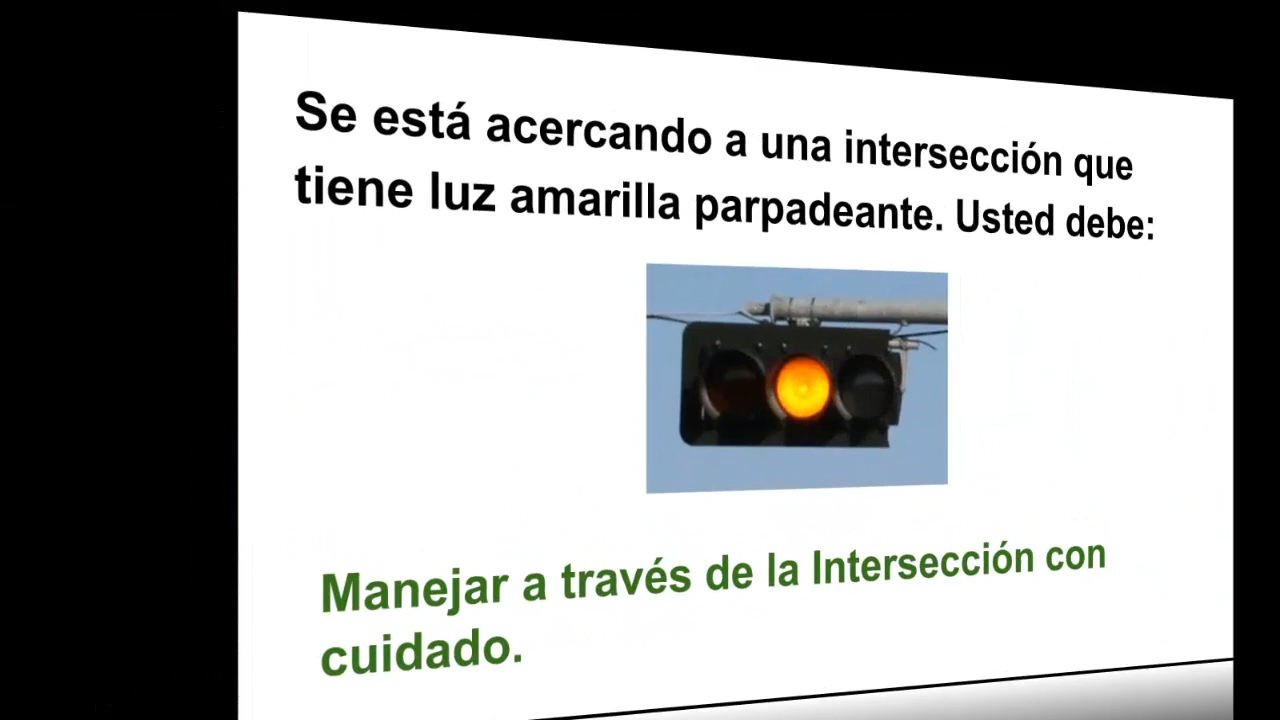 Se está acercando a una intersección que
tiene luz amarilla parpadeante. Usted debe:
Manejar a través de la Intersección con
cuidado.